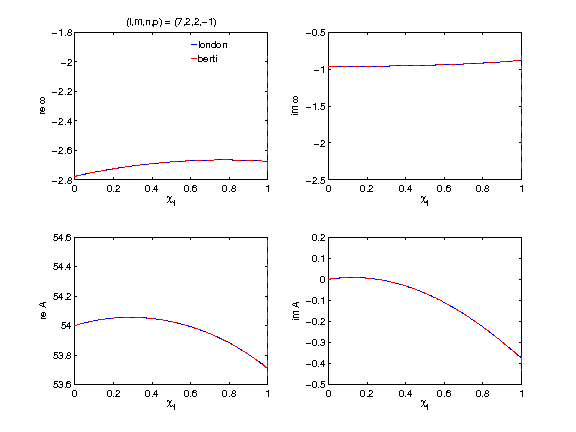 (l,m,n,p) = (7,2,2,−1)
−1.8
−2
−2.2
−2.4
−2.6
−2.8
re ω
london
berti
0 0.2 0.4 0.6 0.8 1
χf
−0.5
−1
−1.5
−2
−2.5
im ω
0 0.2 0.4 0.6 0.8 1
χf
54.6
54.4
54.2
54
53.8
53.6
re A
0 0.2 0.4 0.6 0.8 1
χf
0.2
0.1
0
−0.1
−0.2
−0.3
−0.4
−0.5
im A
0 0.2 0.4 0.6 0.8 1
χf